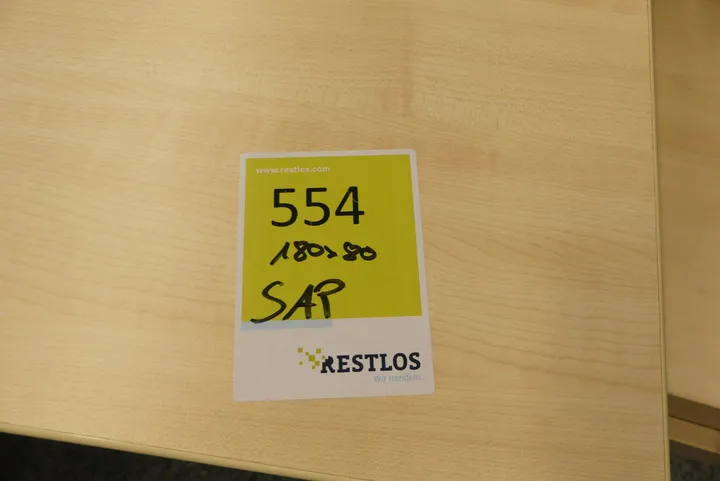 www.restlos.com
554
180x80
SAP
RESTLOS
Wir handeln.